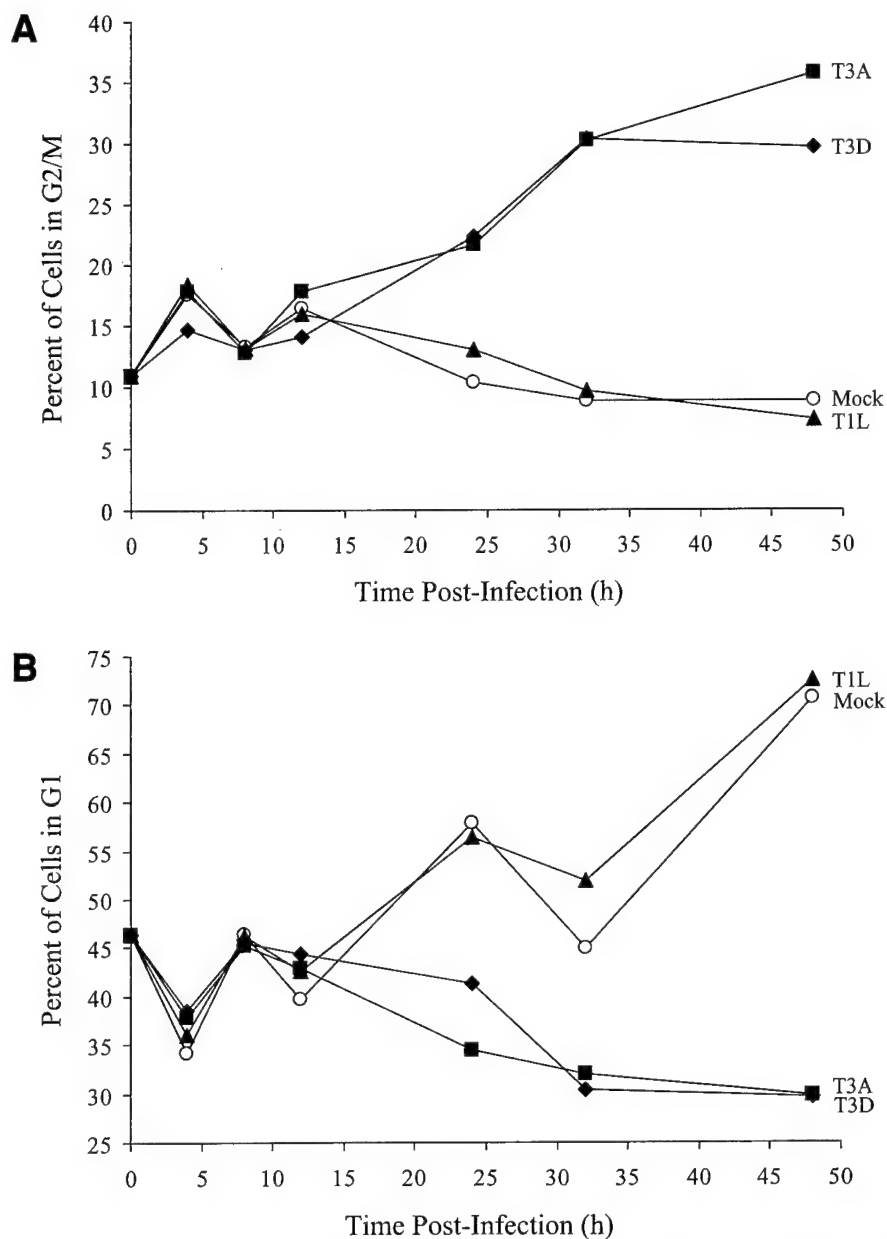 A
40
35
30
25
20
15
10
5
0
Percent of Cells in G2/M
T3A
T3D
Mock
T1L
0 5 10 15 20 25 30 35 40 45 50
Time Post-Infection (h)
B
75
70
65
60
55
50
45
40
35
30
25
Percent of Cells in G1
T1L
Mock
T3A
T3D
0 5 10 15 20 25 30 35 40 45 50
Time Post-Infection (h)